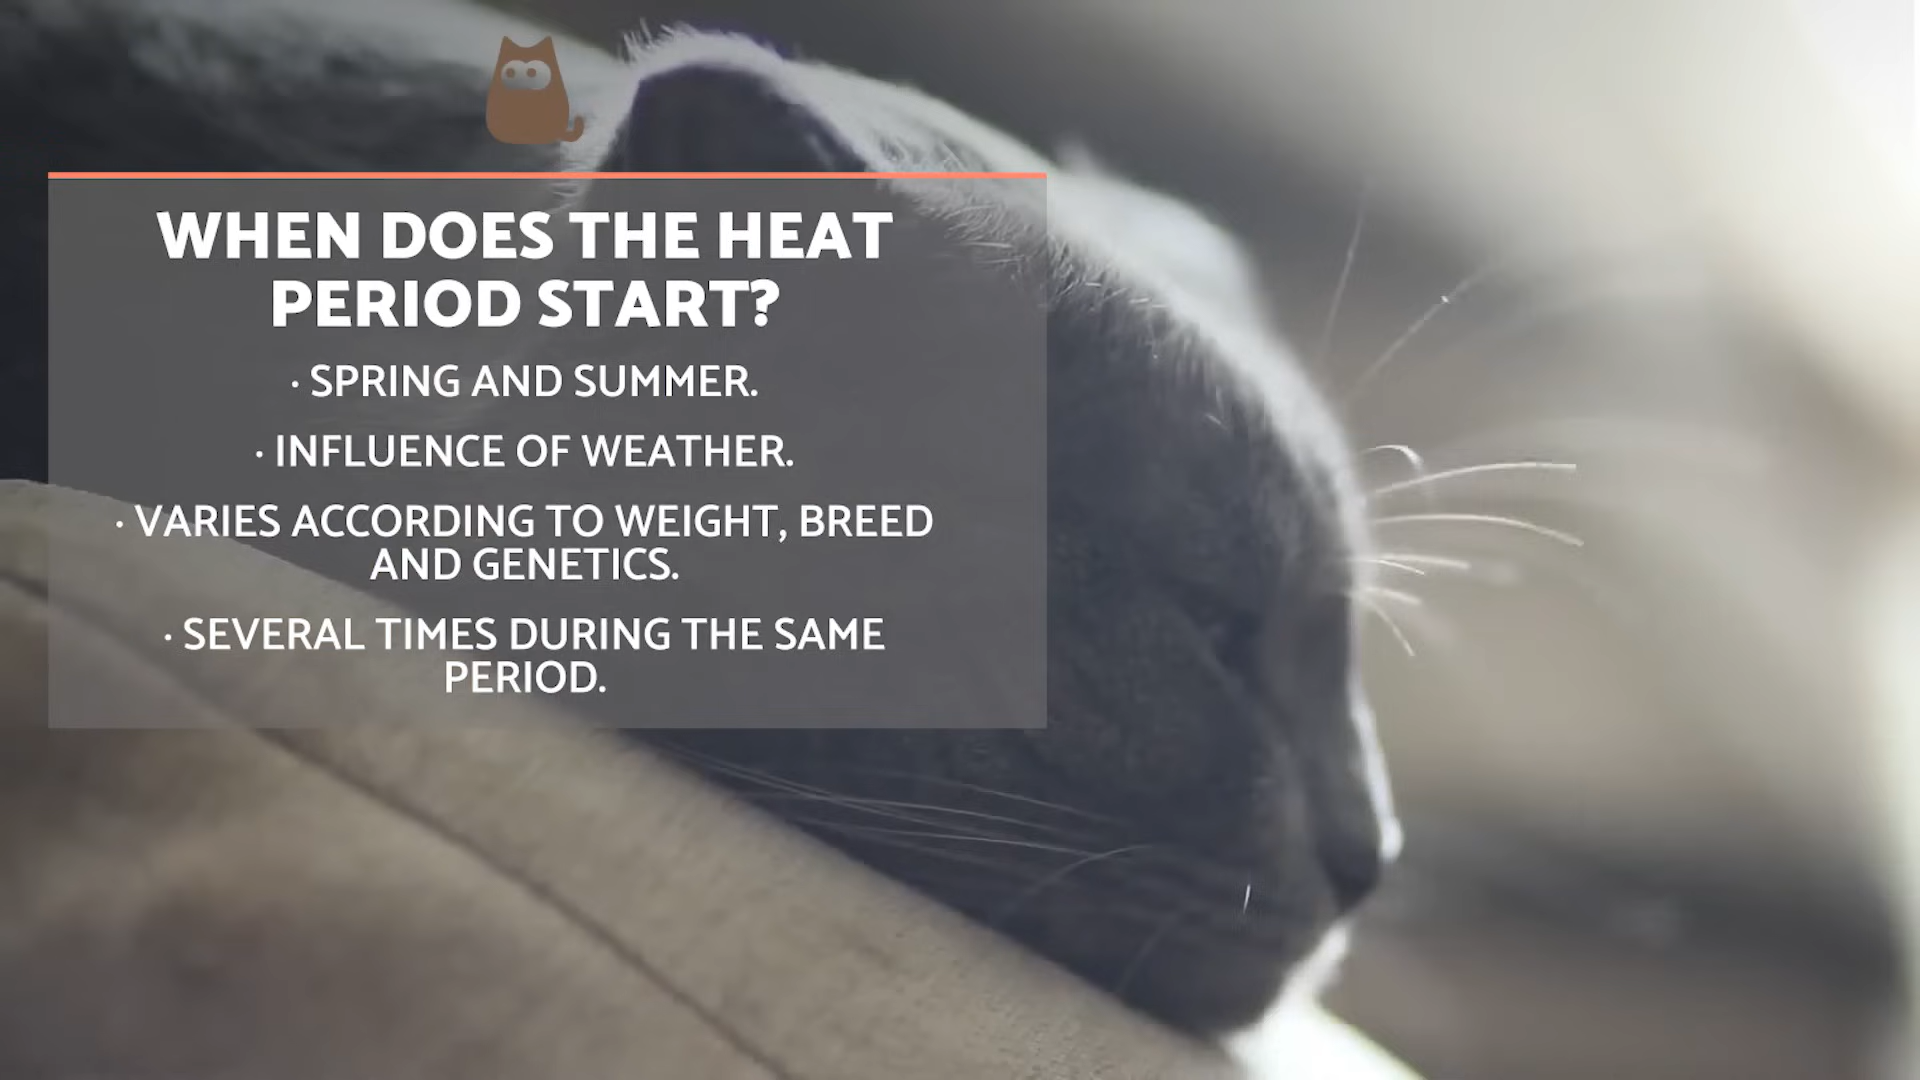 WHEN DOES THE HEAT
PERIOD START?
· SPRING AND SUMMER.
· INFLUENCE OF WEATHER.
· VARIES ACCORDING TO WEIGHT, BREED
AND GENETICS.
· SEVERAL TIMES DURING THE SAME
PERIOD.